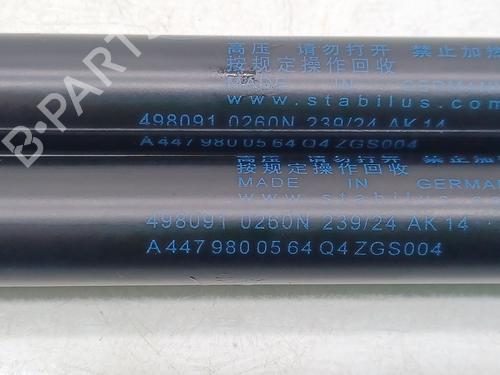 B-PARTS
高压 请勿打开 禁止加热
按规定操作回收
MADE IN GERMANY
www.stabilus.com
498091 0260N 239/24 AK14
A 447 980 05 64 Q4 ZGS004
高压 请勿打开 禁止加热
按规定操作回收
MADE IN GERMANY
498091 0260N 239/24 AK14
A 447 980 05 64 Q4 ZGS004